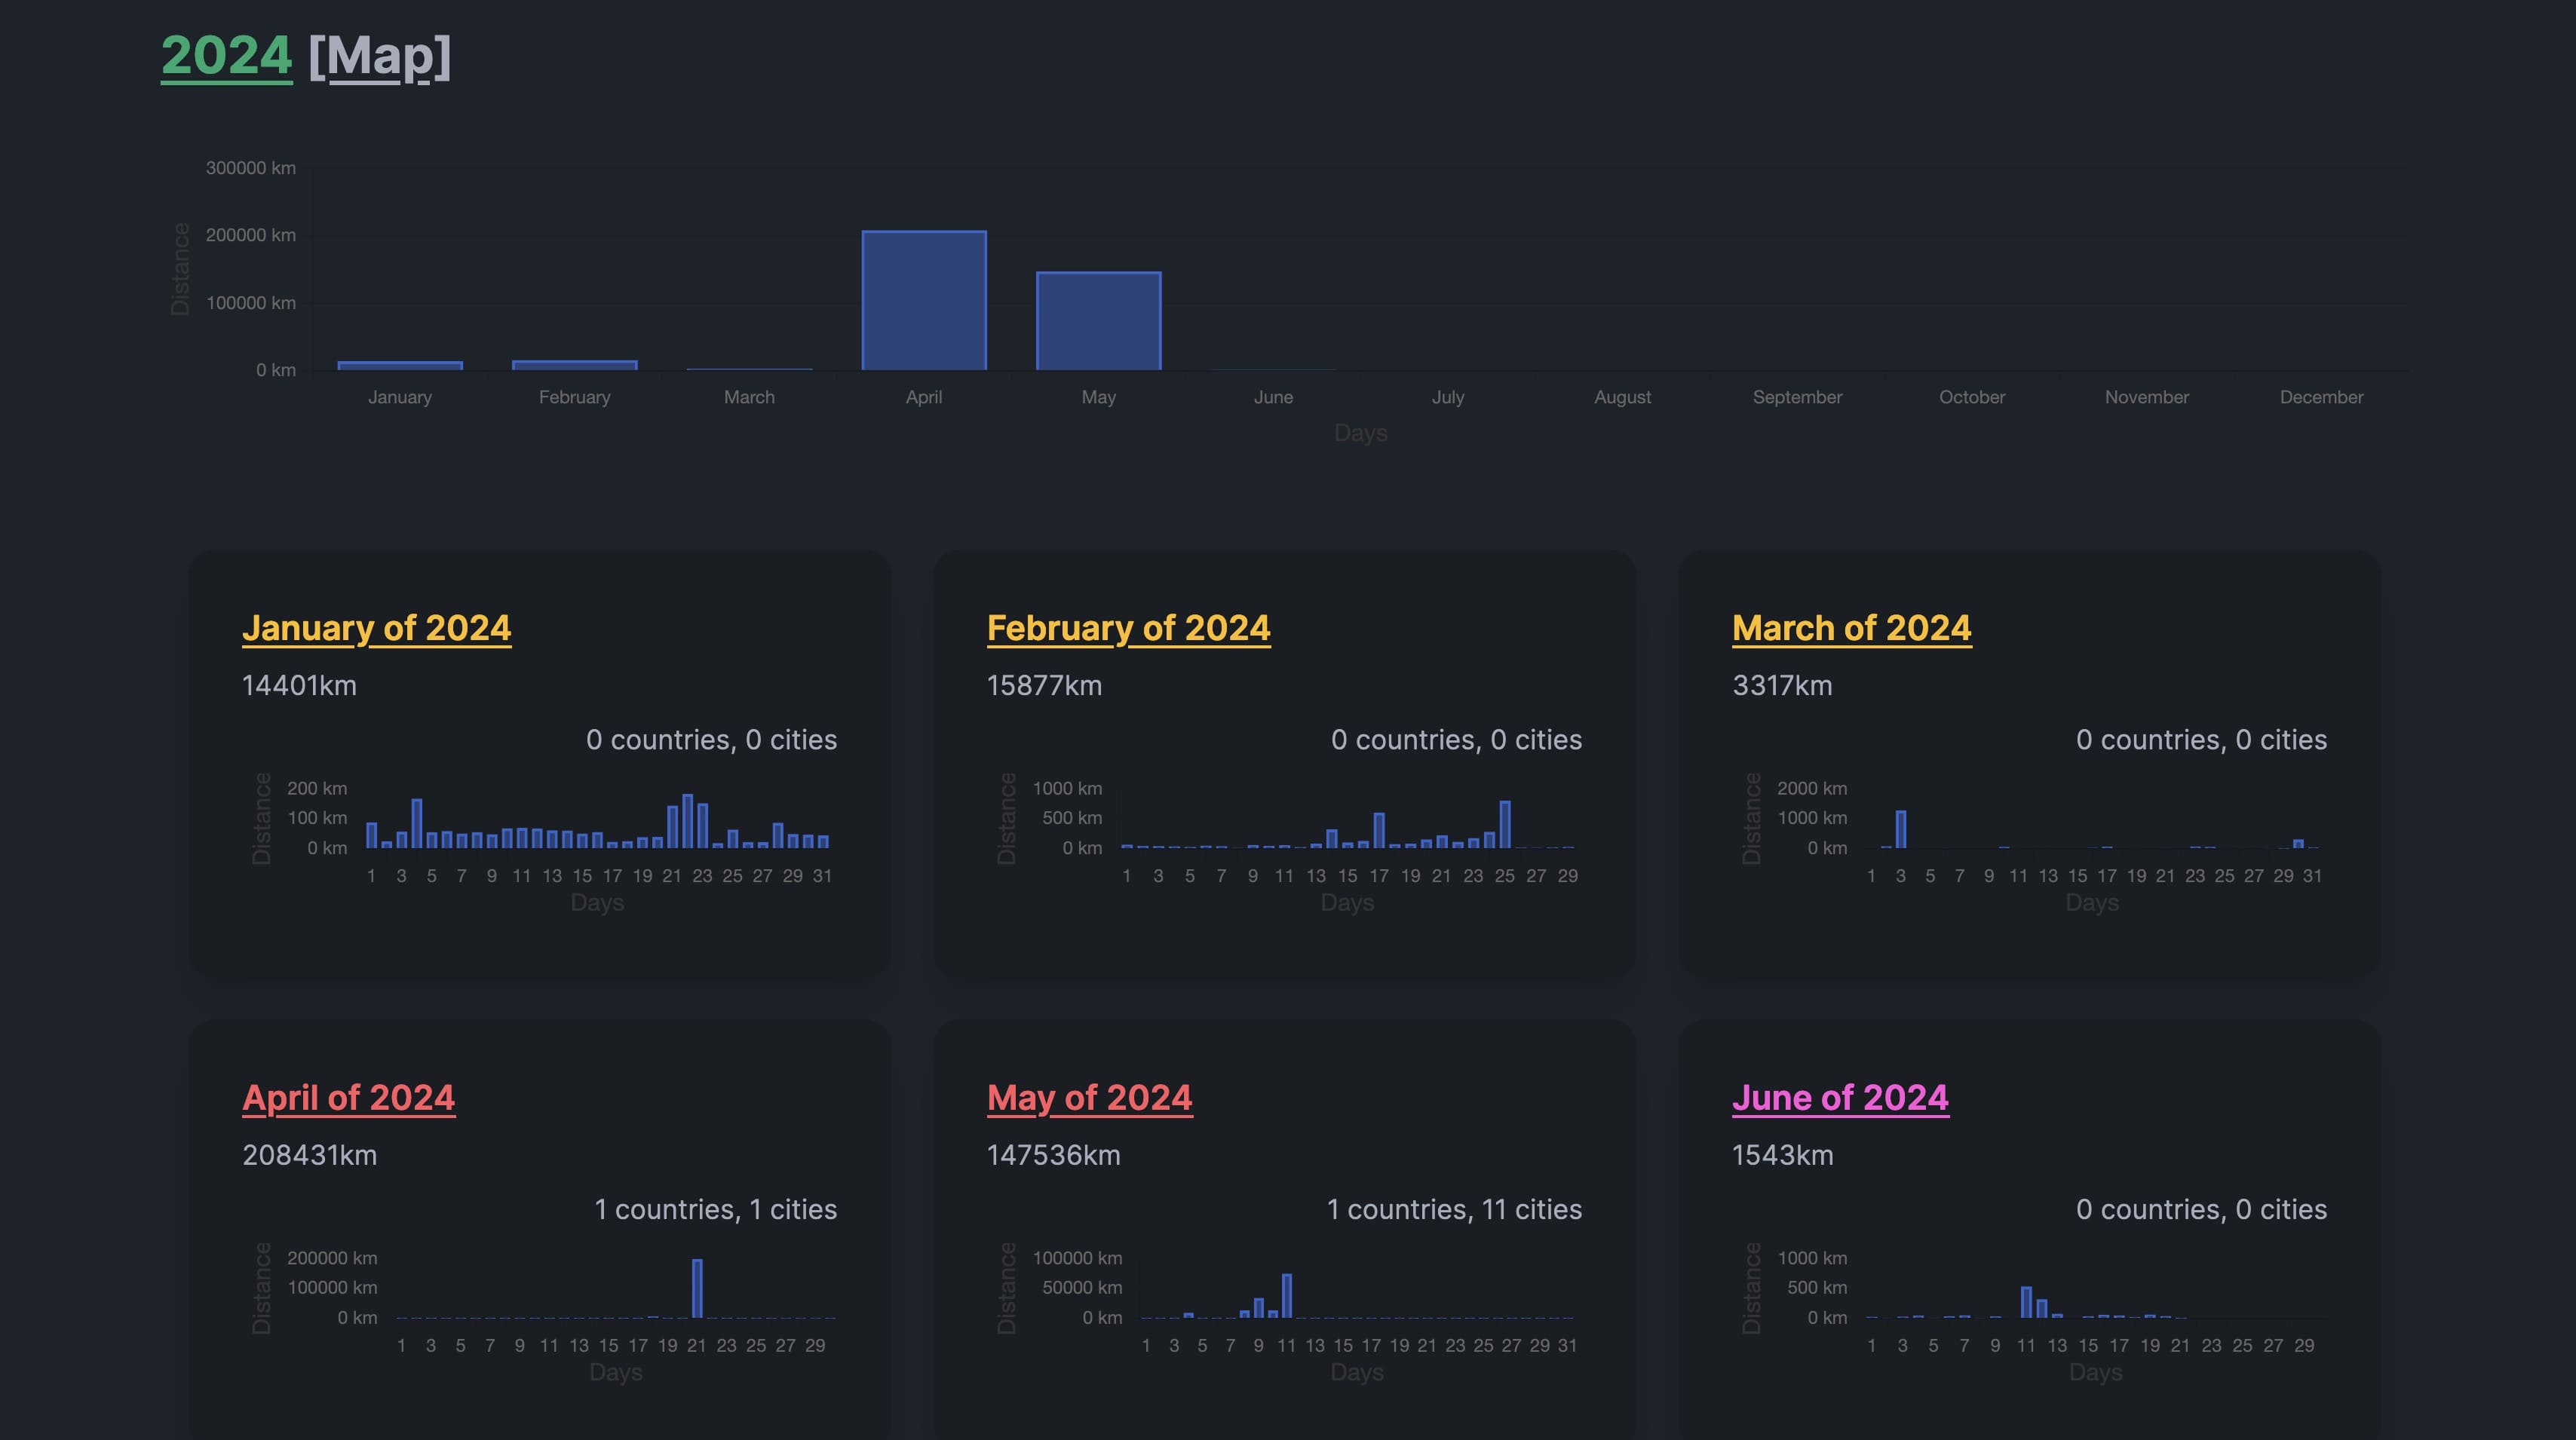 2024 [Map]
300000 km
200000 km
100000 km
0 km
Distance
January February March April May June July August September October November December
Days
January of 2024
14401km
0 countries, 0 cities
200 km
100 km
0 km
Distance
1 3 5 7 9 11 13 15 17 19 21 23 25 27 29 31
Days
February of 2024
15877km
0 countries, 0 cities
1000 km
500 km
0 km
Distance
1 3 5 7 9 11 13 15 17 19 21 23 25 27 29
Days
March of 2024
3317km
0 countries, 0 cities
2000 km
1000 km
0 km
Distance
1 3 5 7 9 11 13 15 17 19 21 23 25 27 29 31
Days
April of 2024
208431km
1 countries, 1 cities
200000 km
100000 km
0 km
Distance
1 3 5 7 9 11 13 15 17 19 21 23 25 27 29
Days
May of 2024
147536km
1 countries, 11 cities
100000 km
50000 km
0 km
Distance
1 3 5 7 9 11 13 15 17 19 21 23 25 27 29 31
Days
June of 2024
1543km
0 countries, 0 cities
1000 km
500 km
0 km
Distance
1 3 5 7 9 11 13 15 17 19 21 23 25 27 29
Days